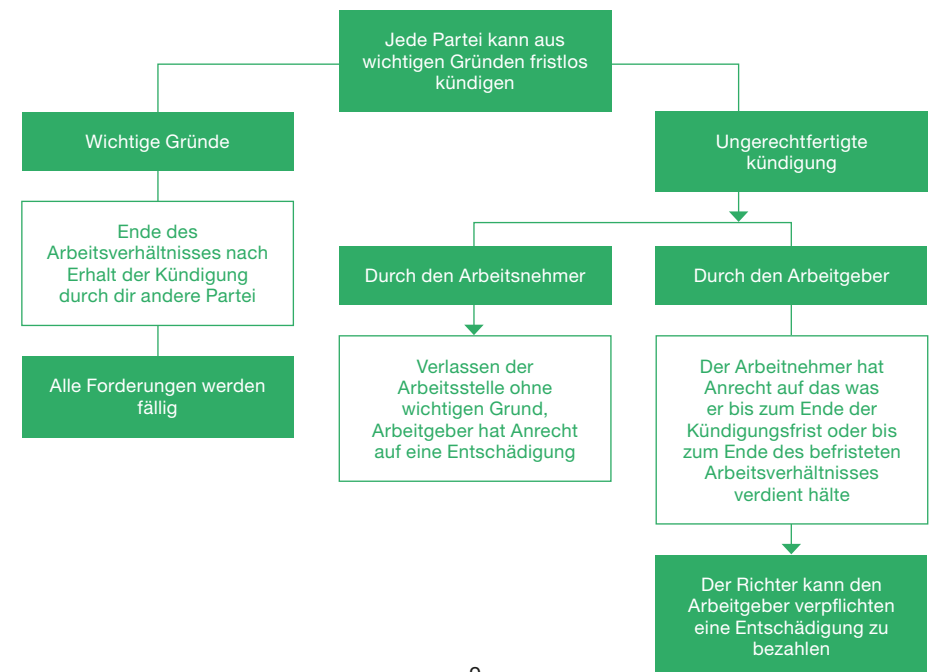 Jede Partei kann aus
wichtigen Gründen fristlos
kündigen
Wichtige Gründe
Ende des
Arbeitsverhältnisses nach
Erhalt der Kündigung
durch dir andere Partei
Alle Forderungen werden
fällig
Ungerechtfertigte
kündigung
Durch den Arbeitsnehmer
Verlassen der
Arbeitsstelle ohne
wichtigen Grund,
Arbeitgeber hat Anrecht
auf eine Entschädigung
Durch den Arbeitgeber
Der Arbeitnehmer hat
Anrecht auf das was
er bis zum Ende der
Kündigungsfrist oder bis
zum Ende des befristeten
Arbeitsverhältnisses
verdient hälte
Der Richter kann den
Arbeitgeber verpflichten
eine Entschädigung zu
bezahlen